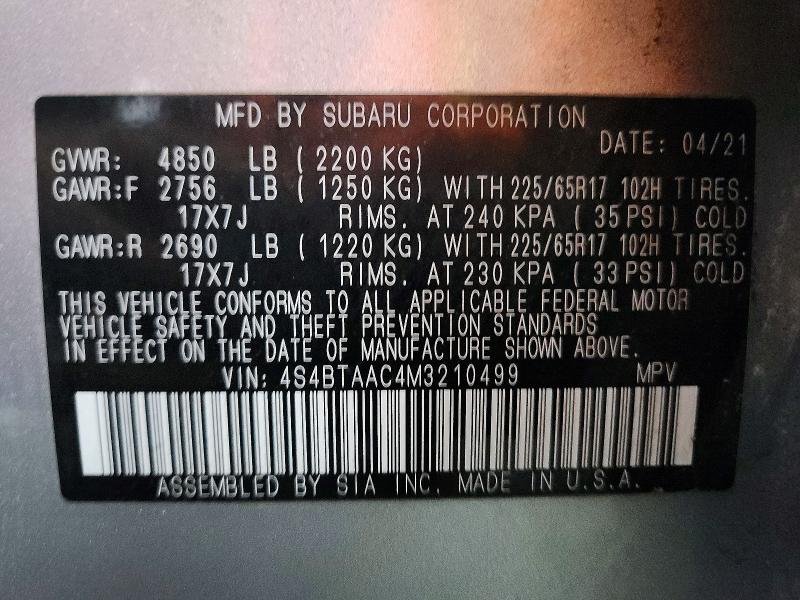 MFD BY SUBARU CORPORATION
DATE: 04/21
GVWR: 4850 LB ( 2200 KG)
GAWR:F 2756 LB ( 1250 KG) WITH 225/65R17 102H TIRES.
17X7J RIMS. AT 240 KPA ( 35 PSI) COLD
GAWR:R 2690 LB ( 1220 KG) WITH 225/65R17 102H TIRES.
17X7J RIMS. AT 230 KPA ( 33 PSI) COLD
THIS VEHICLE CONFORMS TO ALL APPLICABLE FEDERAL MOTOR
VEHICLE SAFETY AND THEFT PREVENTION STANDARDS
IN EFFECT ON THE DATE OF MANUFACTURE SHOWN ABOVE.
VIN: 4S4BTAAC4M3210499 MPV
ASSEMBLED BY SIA INC. MADE IN U.S.A.